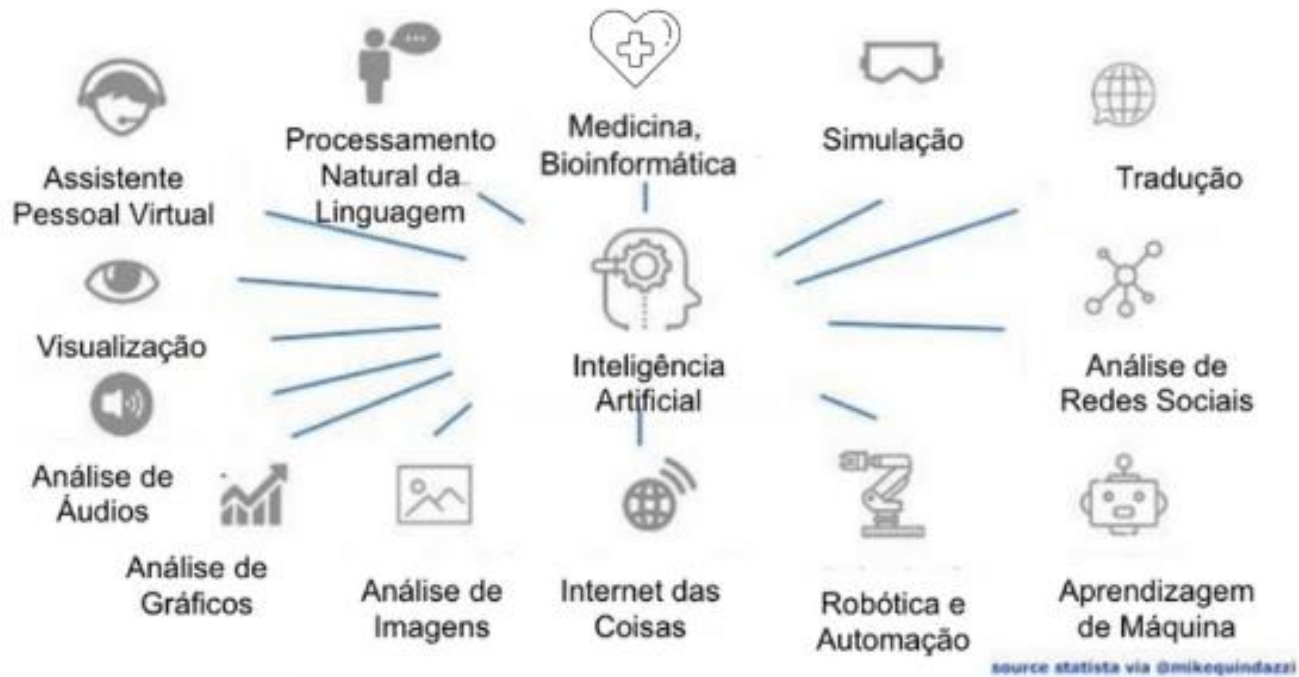 Assistente
Pessoal Virtual
Processamento
Natural da
Linguagem
Medicina,
Bioinformática
Simulação
Tradução
Visualização
Inteligência
Artificial
Análise de
Redes Sociais
Análise de
Áudios
Análise de
Gráficos
Análise de
Imagens
Internet das
Coisas
Robótica e
Automação
Aprendizagem
de Máquina
source statista via @mikequindazzi